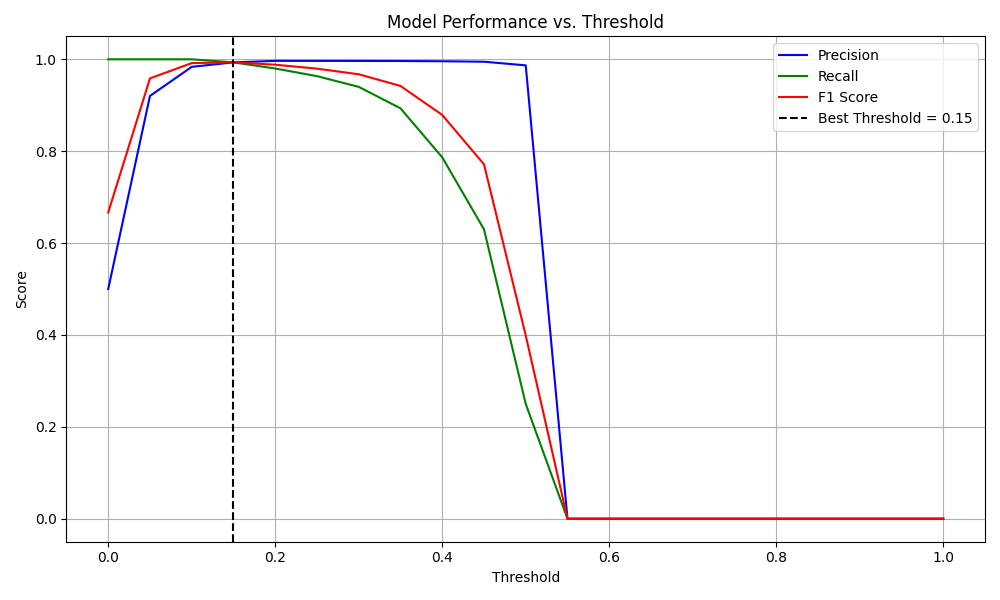 Model Performance vs. Threshold
Precision
Recall
F1 Score
Best Threshold = 0.15
Score
1.0
0.8
0.6
0.4
0.2
0.0
0.0 0.2 0.4 0.6 0.8 1.0
Threshold